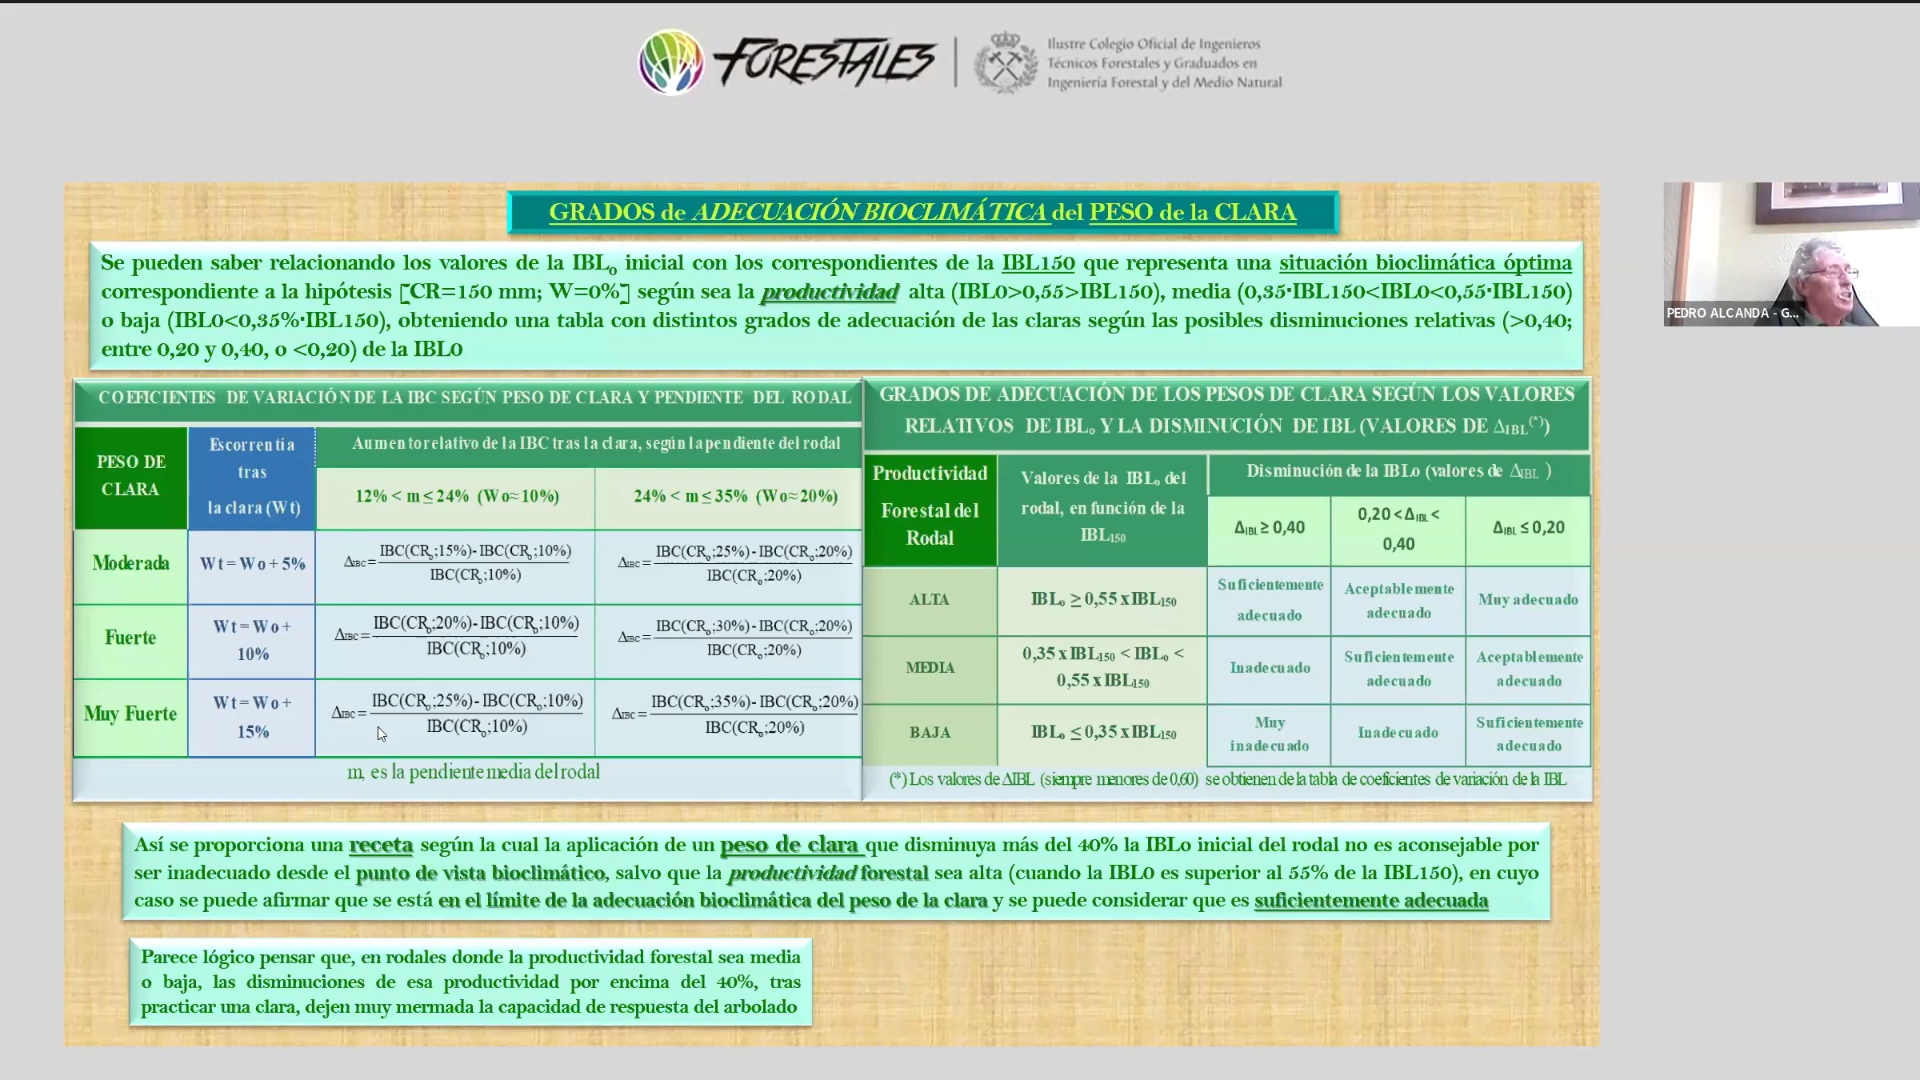 FORESTALES
Ilustre Colegio Oficial de Ingenieros
Técnicos Forestales y Graduados en
Ingeniería Forestal y del Medio Natural
PEDRO ALCANDA - G...
GRADOS de ADECUACIÓN BIOCLIMÁTICA del PESO de la CLARA
Se pueden saber relacionando los valores de la IBLₒ inicial con los correspondientes de la IBL150 que representa una situación bioclimática óptima
correspondiente a la hipótesis [CR=150 mm; W=0%] según sea la productividad alta (IBL0>0,55>IBL150), media (0,35·IBL150<IBL0<0,55·IBL150)
o baja (IBL0<0,35%·IBL150), obteniendo una tabla con distintos grados de adecuación de las claras según las posibles disminuciones relativas (>0,40;
entre 0,20 y 0,40, o <0,20) de la IBL0
COEFICIENTES DE VARIACIÓN DE LA IBC SEGÚN PESO DE CLARA Y PENDIENTE DEL RODAL
PESO DE
CLARA
Escorrentía
tras
la clara (Wt)
Aumento relativo de la IBC tras la clara, según la pendiente del rodal
12% < m ≤ 24% (Wo≈10%)
24% < m ≤ 35% (Wo≈20%)
Moderada
Wt = Wo + 5%
Δ_IBC = IBC(CRₒ;15%) - IBC(CRₒ;10%)
IBC(CRₒ;10%)
Δ_IBC = IBC(CRₒ;25%) - IBC(CRₒ;20%)
IBC(CRₒ;20%)
Fuerte
Wt = Wo +
10%
Δ_IBC = IBC(CRₒ;20%) - IBC(CRₒ;10%)
IBC(CRₒ;10%)
Δ_IBC = IBC(CRₒ;30%) - IBC(CRₒ;20%)
IBC(CRₒ;20%)
Muy Fuerte
Wt = Wo +
15%
Δ_IBC = IBC(CRₒ;25%) - IBC(CRₒ;10%)
IBC(CRₒ;10%)
Δ_IBC = IBC(CRₒ;35%) - IBC(CRₒ;20%)
IBC(CRₒ;20%)
m, es la pendiente media del rodal
GRADOS DE ADECUACIÓN DE LOS PESOS DE CLARA SEGÚN LOS VALORES
RELATIVOS DE IBLₒ Y LA DISMINUCIÓN DE IBL (VALORES DE Δ_IBL(*))
Productividad
Forestal del
Rodal
Valores de la IBLₒ del
rodal, en función de la
IBL₁₅₀
Disminución de la IBLo (valores de Δ_IBL )
Δ_IBL ≥ 0,40
0,20 < Δ_IBL <
0,40
Δ_IBL ≤ 0,20
ALTA
IBLₒ ≥ 0,55 x IBL₁₅₀
Suficientemente
adecuado
Aceptablemente
adecuado
Muy adecuado
MEDIA
0,35 x IBL₁₅₀ < IBLₒ <
0,55 x IBL₁₅₀
Inadecuado
Suficientemente
adecuado
Aceptablemente
adecuado
BAJA
IBLₒ ≤ 0,35 x IBL₁₅₀
Muy
inadecuado
Inadecuado
Suficientemente
adecuado
(*) Los valores de ΔIBL (siempre menores de 0,60) se obtienen de la tabla de coeficientes de variación de la IBL
Así se proporciona una receta según la cual la aplicación de un peso de clara que disminuya más del 40% la IBLo inicial del rodal no es aconsejable por
ser inadecuado desde el punto de vista bioclimático, salvo que la productividad forestal sea alta (cuando la IBL0 es superior al 55% de la IBL150), en cuyo
caso se puede afirmar que se está en el límite de la adecuación bioclimática del peso de la clara y se puede considerar que es suficientemente adecuada
Parece lógico pensar que, en rodales donde la productividad forestal sea media
o baja, las disminuciones de esa productividad por encima del 40%, tras
practicar una clara, dejen muy mermada la capacidad de respuesta del arbolado